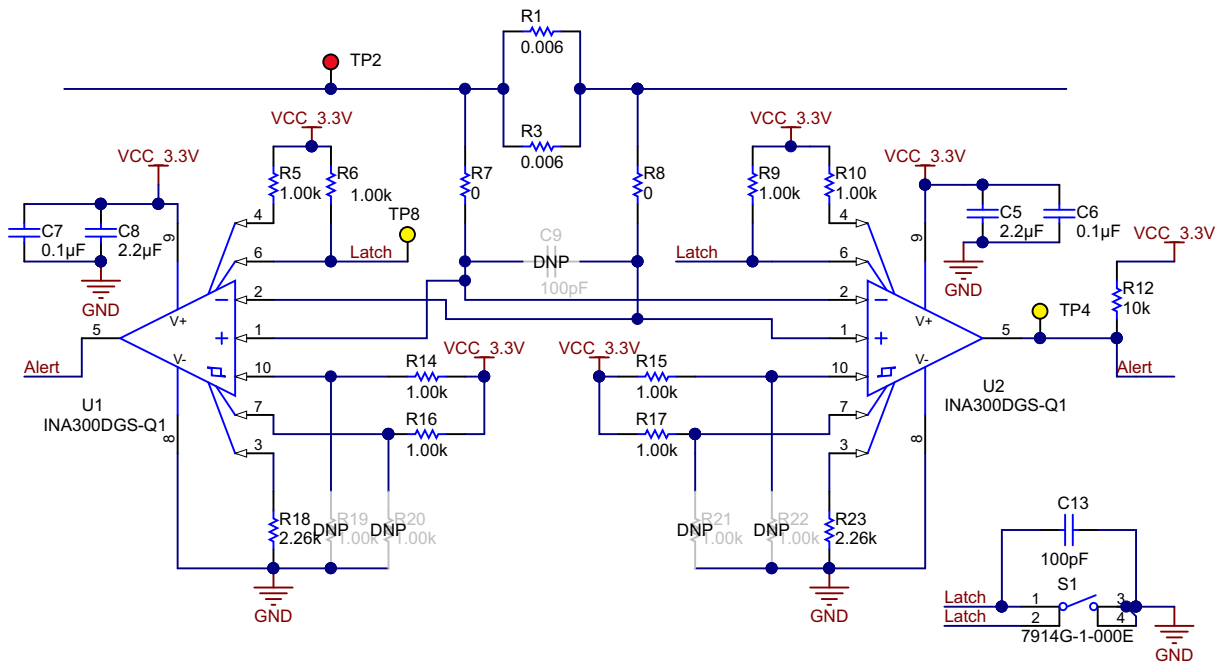 R1
0.006
TP2
VCC_3.3V
R3
0.006
VCC_3.3V
VCC_3.3V
VCC_3.3V
R5
1.00k
R6
1.00k
R7
0
R8
0
R9
1.00k
R10
1.00k
C7
0.1µF
C8
2.2µF
9
4
TP8
4
9
C5
2.2µF
C6
0.1µF
VCC_3.3V
6
Latch
C9
DNP
100pF
Latch
6
GND
GND
R12
10k
2
2
V+
V+
TP4
5
1
1
5
V-
V-
Alert
10
R14
1.00k
VCC_3.3V
VCC_3.3V
R15
1.00k
10
Alert
U1
INA300DGS-Q1
7
R16
1.00k
R17
1.00k
7
U2
INA300DGS-Q1
8
3
3
8
R18
2.26k
R19
DNP
1.00k
R20
DNP
1.00k
R21
DNP
1.00k
R22
DNP
1.00k
R23
2.26k
C13
100pF
GND
GND
S1
Latch
1
3
Latch
2
4
7914G-1-000E
GND